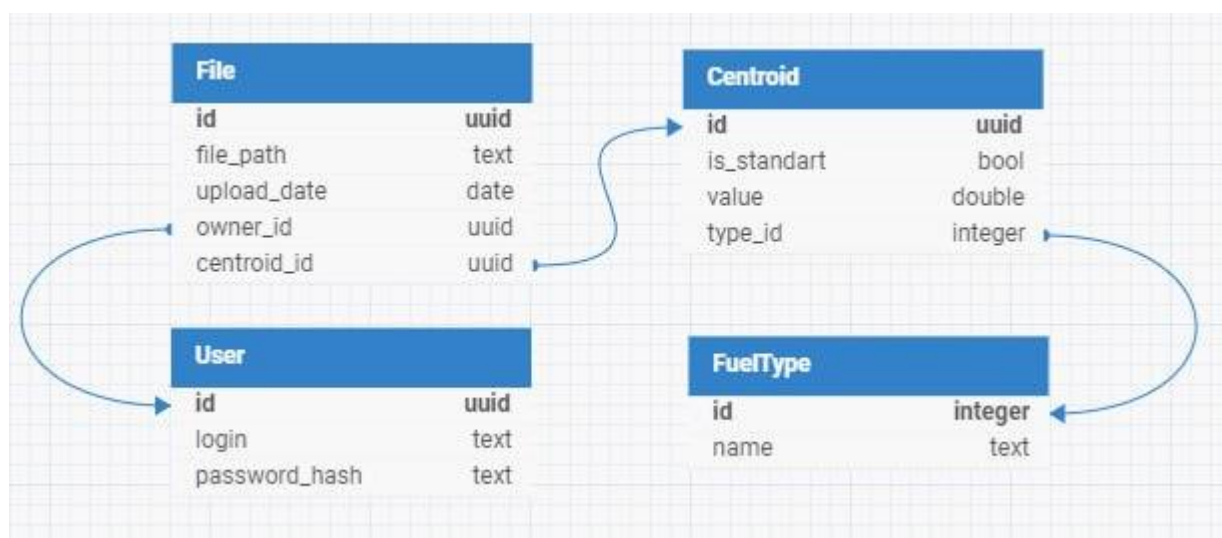 File
id uuid
file_path text
upload_date date
owner_id uuid
centroid_id uuid
Centroid
id uuid
is_standart bool
value double
type_id integer
User
id uuid
login text
password_hash text
FuelType
id integer
name text